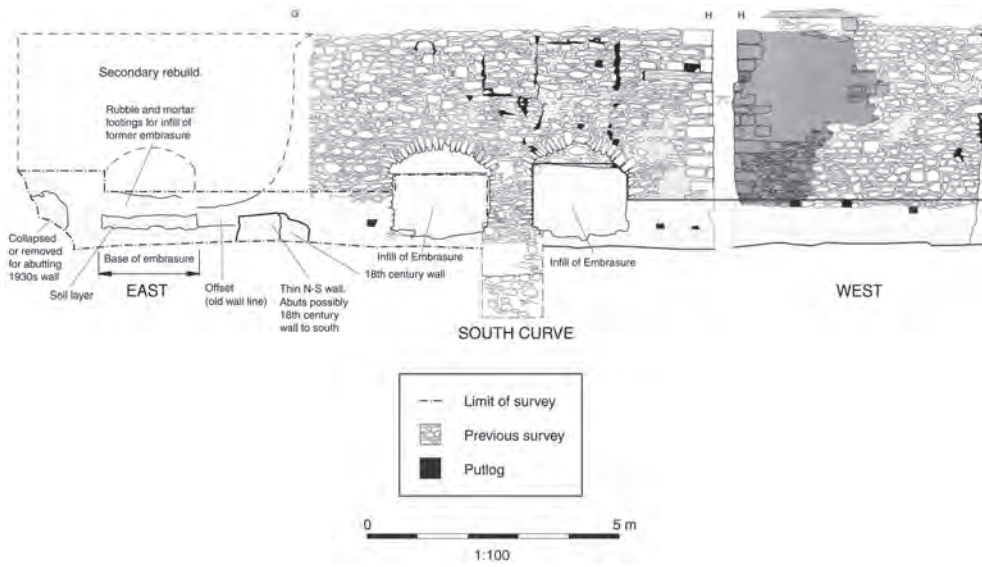 G
H
H
Secondary rebuild
Rubble and mortar
footings for infill of
former embrasure
Collapsed
or removed
for abutting
1930s wall
Base of embrasure
Soil layer
EAST
Offset
(old wall line)
Thin N-S wall.
Abuts possibly
18th century
wall to south
Infill of Embrasure
18th century wall
Infill of Embrasure
SOUTH CURVE
WEST
Limit of survey
Previous survey
Putlog
0
5 m
1:100